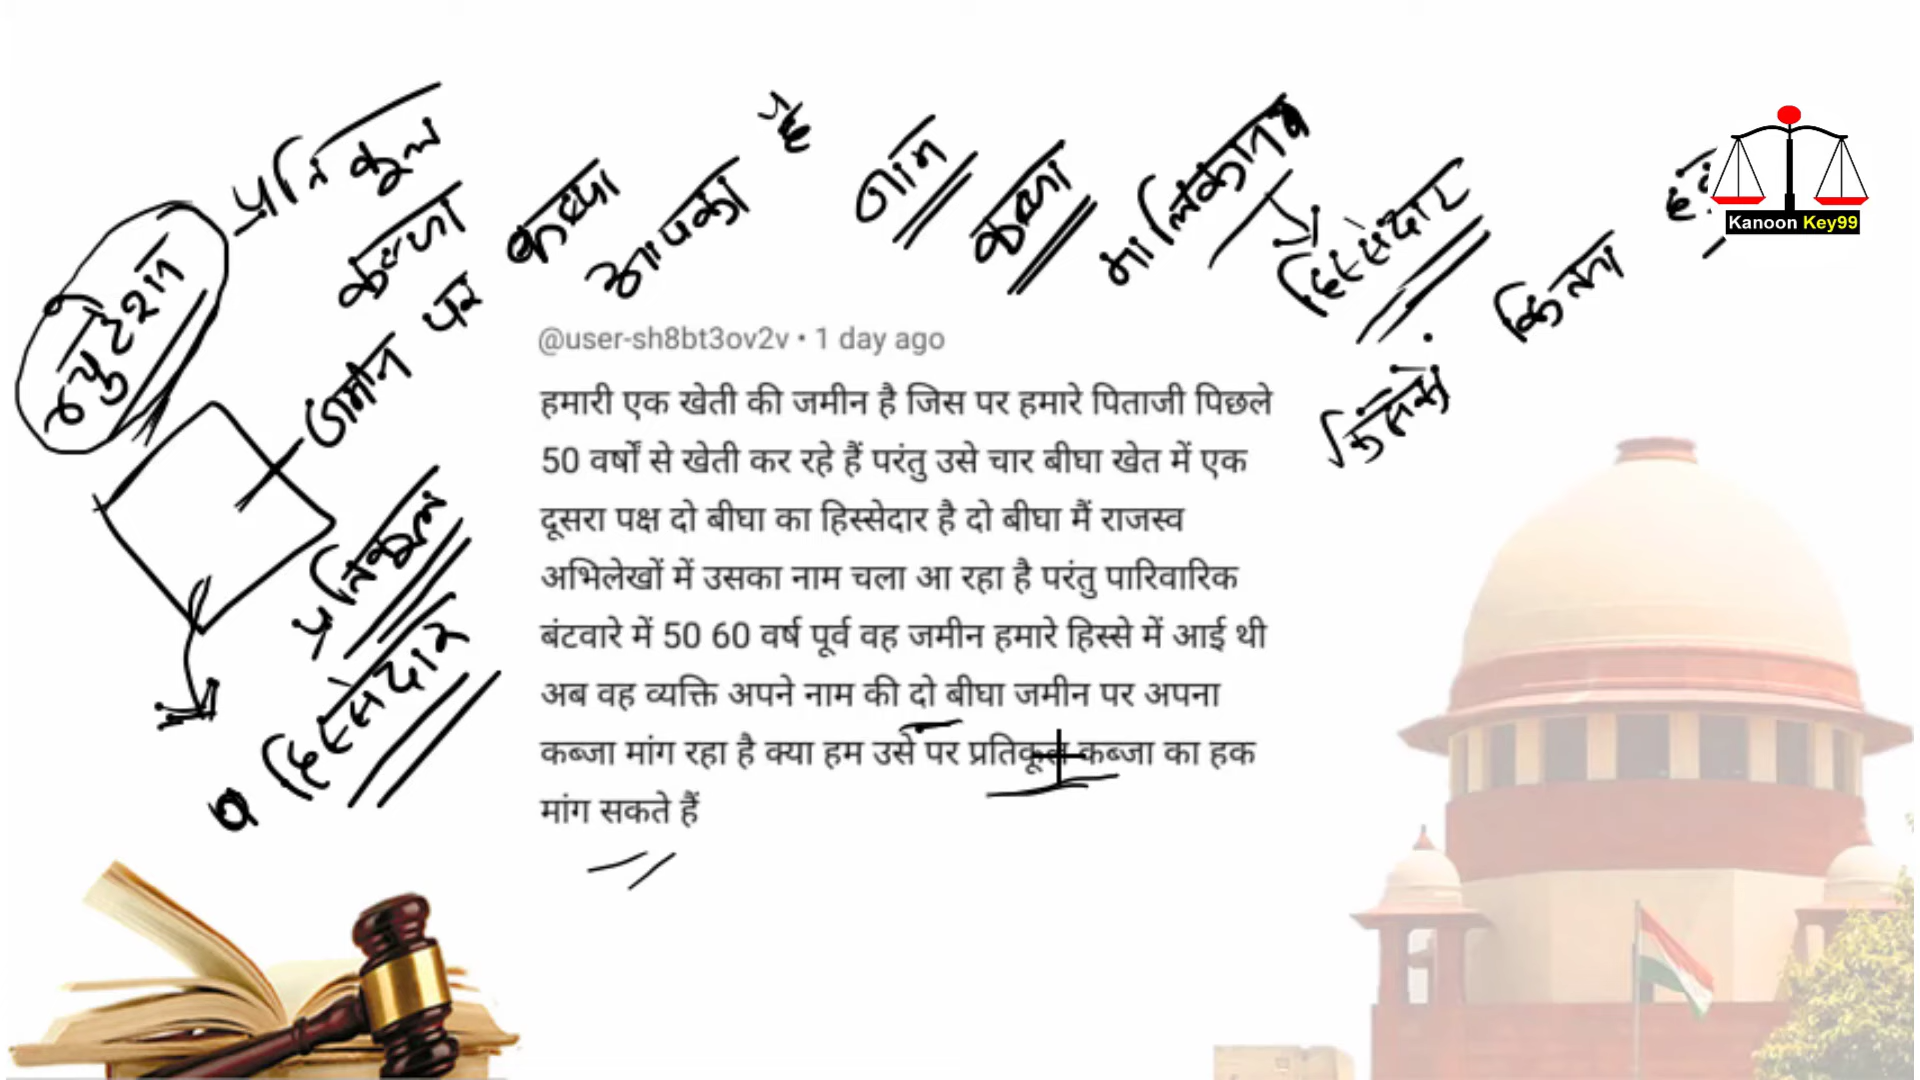 प्रतिकूल
कब्जा
जमीन पर कब्जा
आपका है
नाम
कब्जा
मालिकाना
हिस्सेदार
किसका कितना
म्युटेशन
प्रतिकूल
हिस्सेदार
Kanoon Key99
@user-sh8bt3ov2v • 1 day ago
हमारी एक खेती की जमीन है जिस पर हमारे पिताजी पिछले
50 वर्षों से खेती कर रहे हैं परंतु उसे चार बीघा खेत में एक
दूसरा पक्ष दो बीघा का हिस्सेदार है दो बीघा मैं राजस्व
अभिलेखों में उसका नाम चला आ रहा है परंतु पारिवारिक
बंटवारे में 50 60 वर्ष पूर्व वह जमीन हमारे हिस्से में आई थी
अब वह व्यक्ति अपने नाम की दो बीघा जमीन पर अपना
कब्जा मांग रहा है क्या हम उसे पर प्रतिकूल कब्जा का हक
मांग सकते हैं